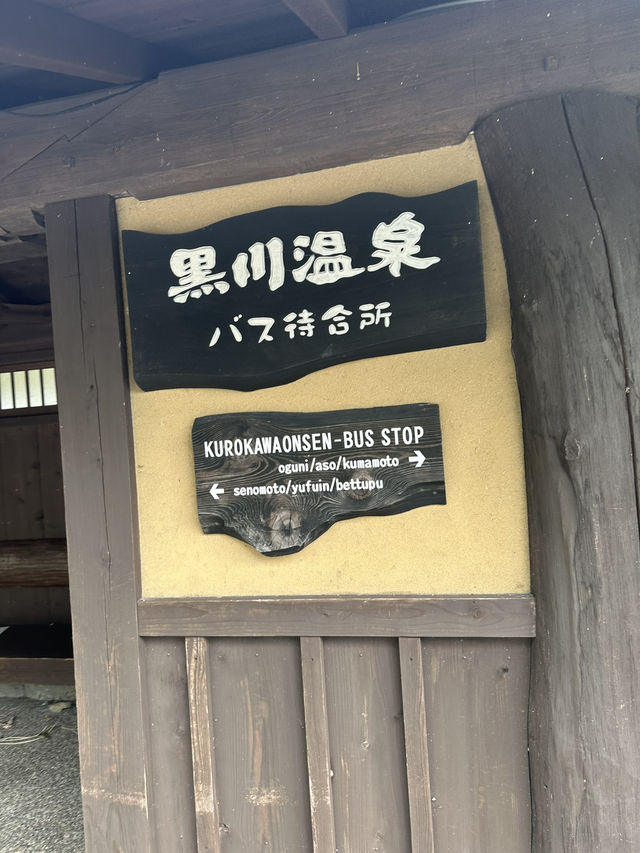 黒川温泉
バス待合所
KUROKAWAONSEN-BUS STOP
oguni/aso/kumamoto →
← senomoto/yufuin/bettupu